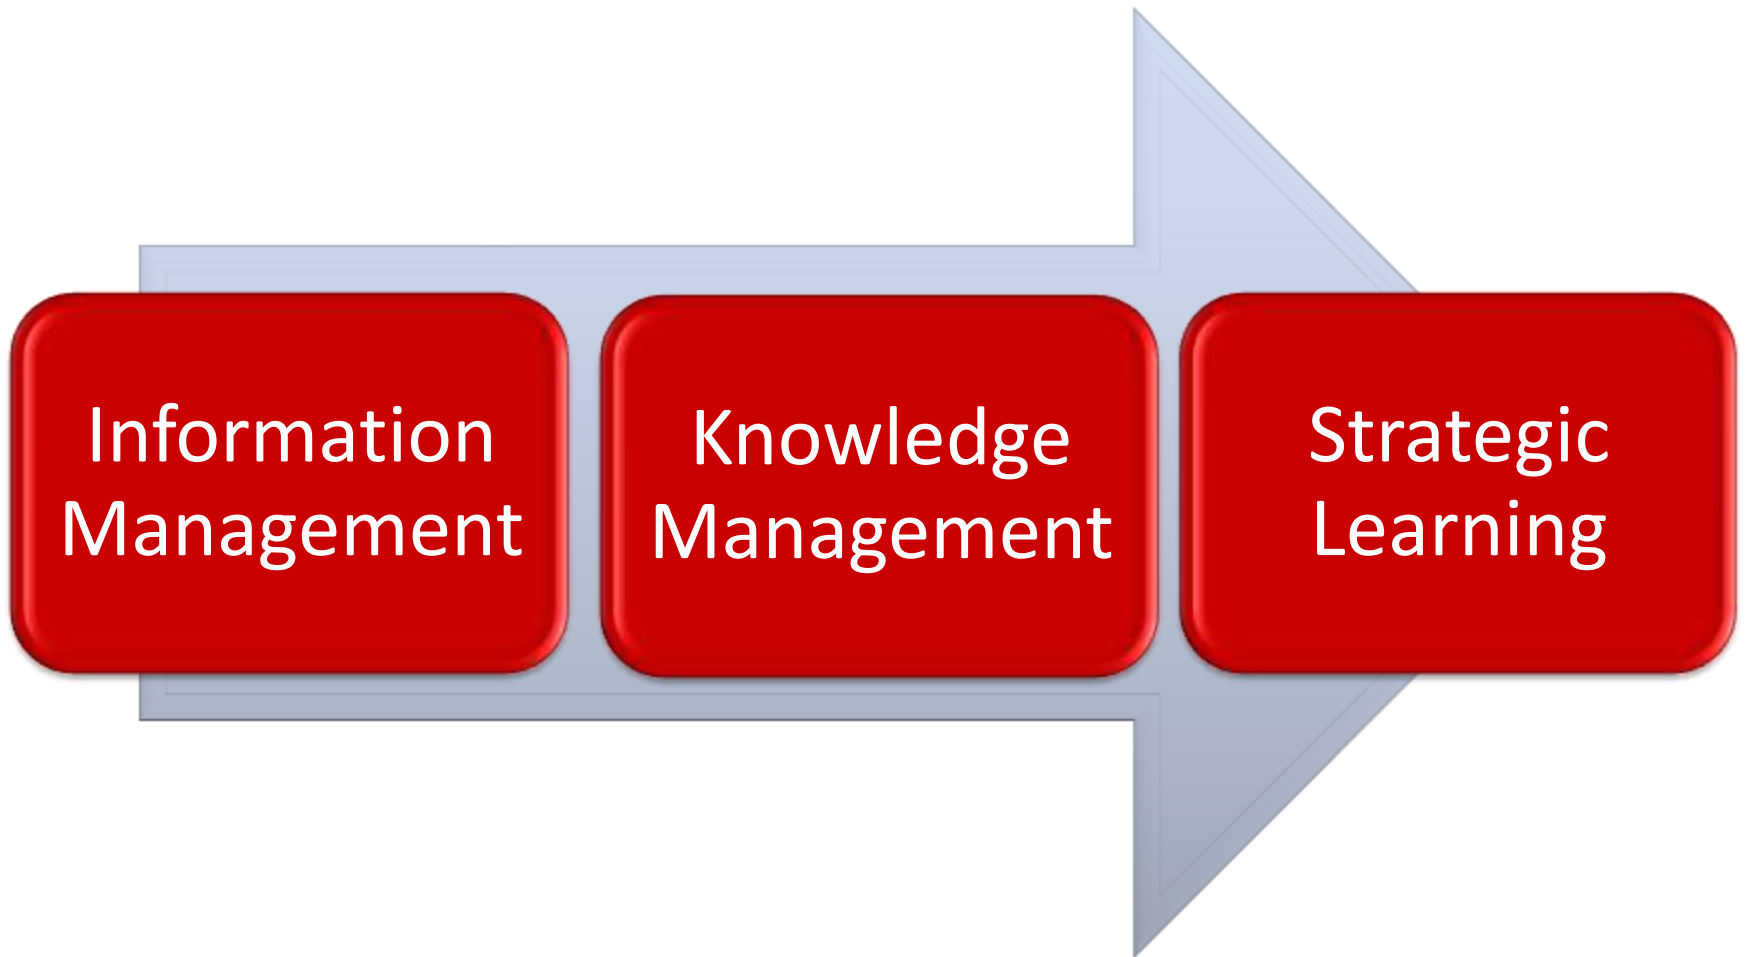 Information
Management
Knowledge
Management
Strategic
Learning